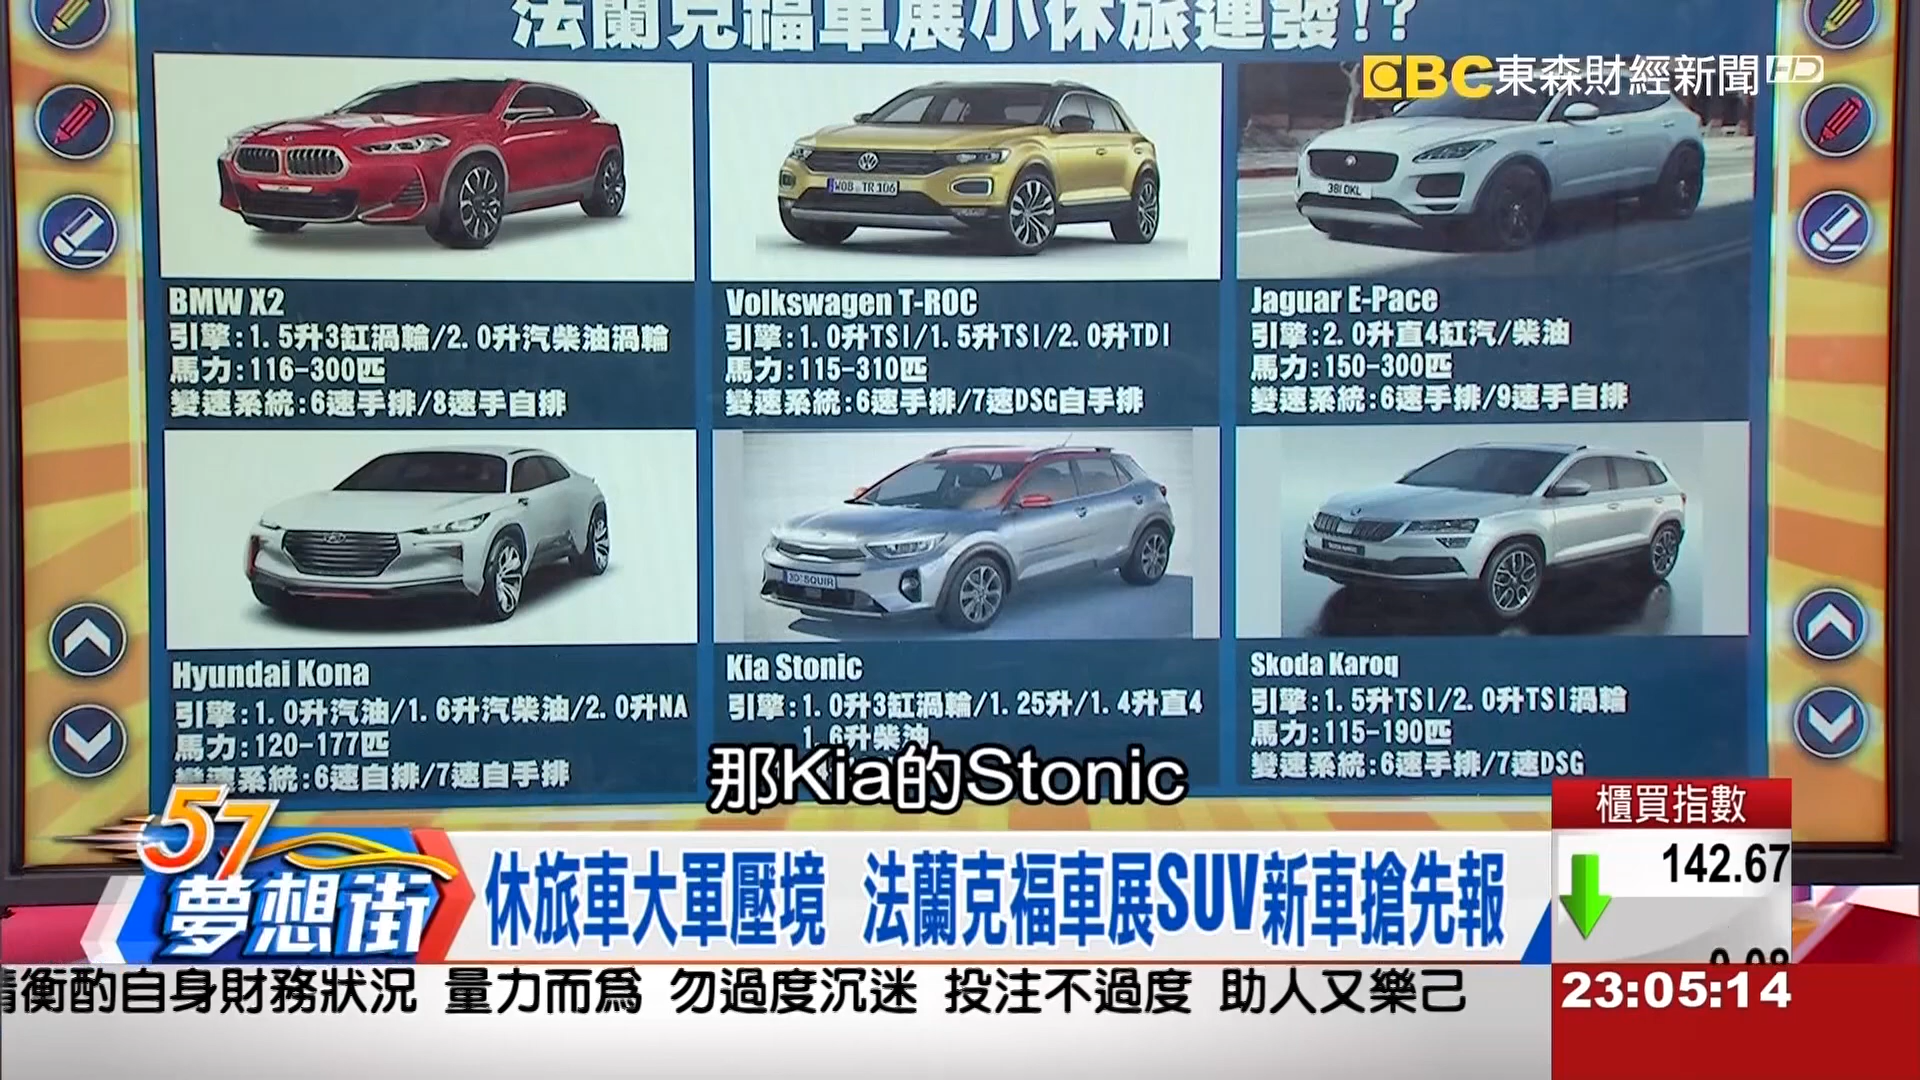 法蘭克福車展小休旅連發!?
EBC 東森財經新聞 HD
WOB TR 106
381 DKL
BMW X2
引擎:1.5升3缸渦輪/2.0升汽柴油渦輪
馬力:116-300匹
變速系統:6速手排/8速手自排
Volkswagen T-ROC
引擎:1.0升TSI/1.5升TSI/2.0升TDI
馬力:115-310匹
變速系統:6速手排/7速DSG自手排
Jaguar E-Pace
引擎:2.0升直4缸汽/柴油
馬力:150-300匹
變速系統:6速手排/9速手自排
Hyundai Kona
引擎:1.0升汽油/1.6升汽柴油/2.0升NA
馬力:120-177匹
變速系統:6速自排/7速自手排
Kia Stonic
引擎:1.0升3缸渦輪/1.25升/1.4升直4
1.6升柴油
Skoda Karoq
引擎:1.5升TSI/2.0升TSI渦輪
馬力:115-190匹
變速系統:6速手排/7速DSG
那Kia的Stonic
57夢想街
休旅車大軍壓境 法蘭克福車展SUV新車搶先報
櫃買指數
142.67
23:05:14
衡酌自身財務狀況 量力而為 勿過度沉迷 投注不過度 助人又樂己